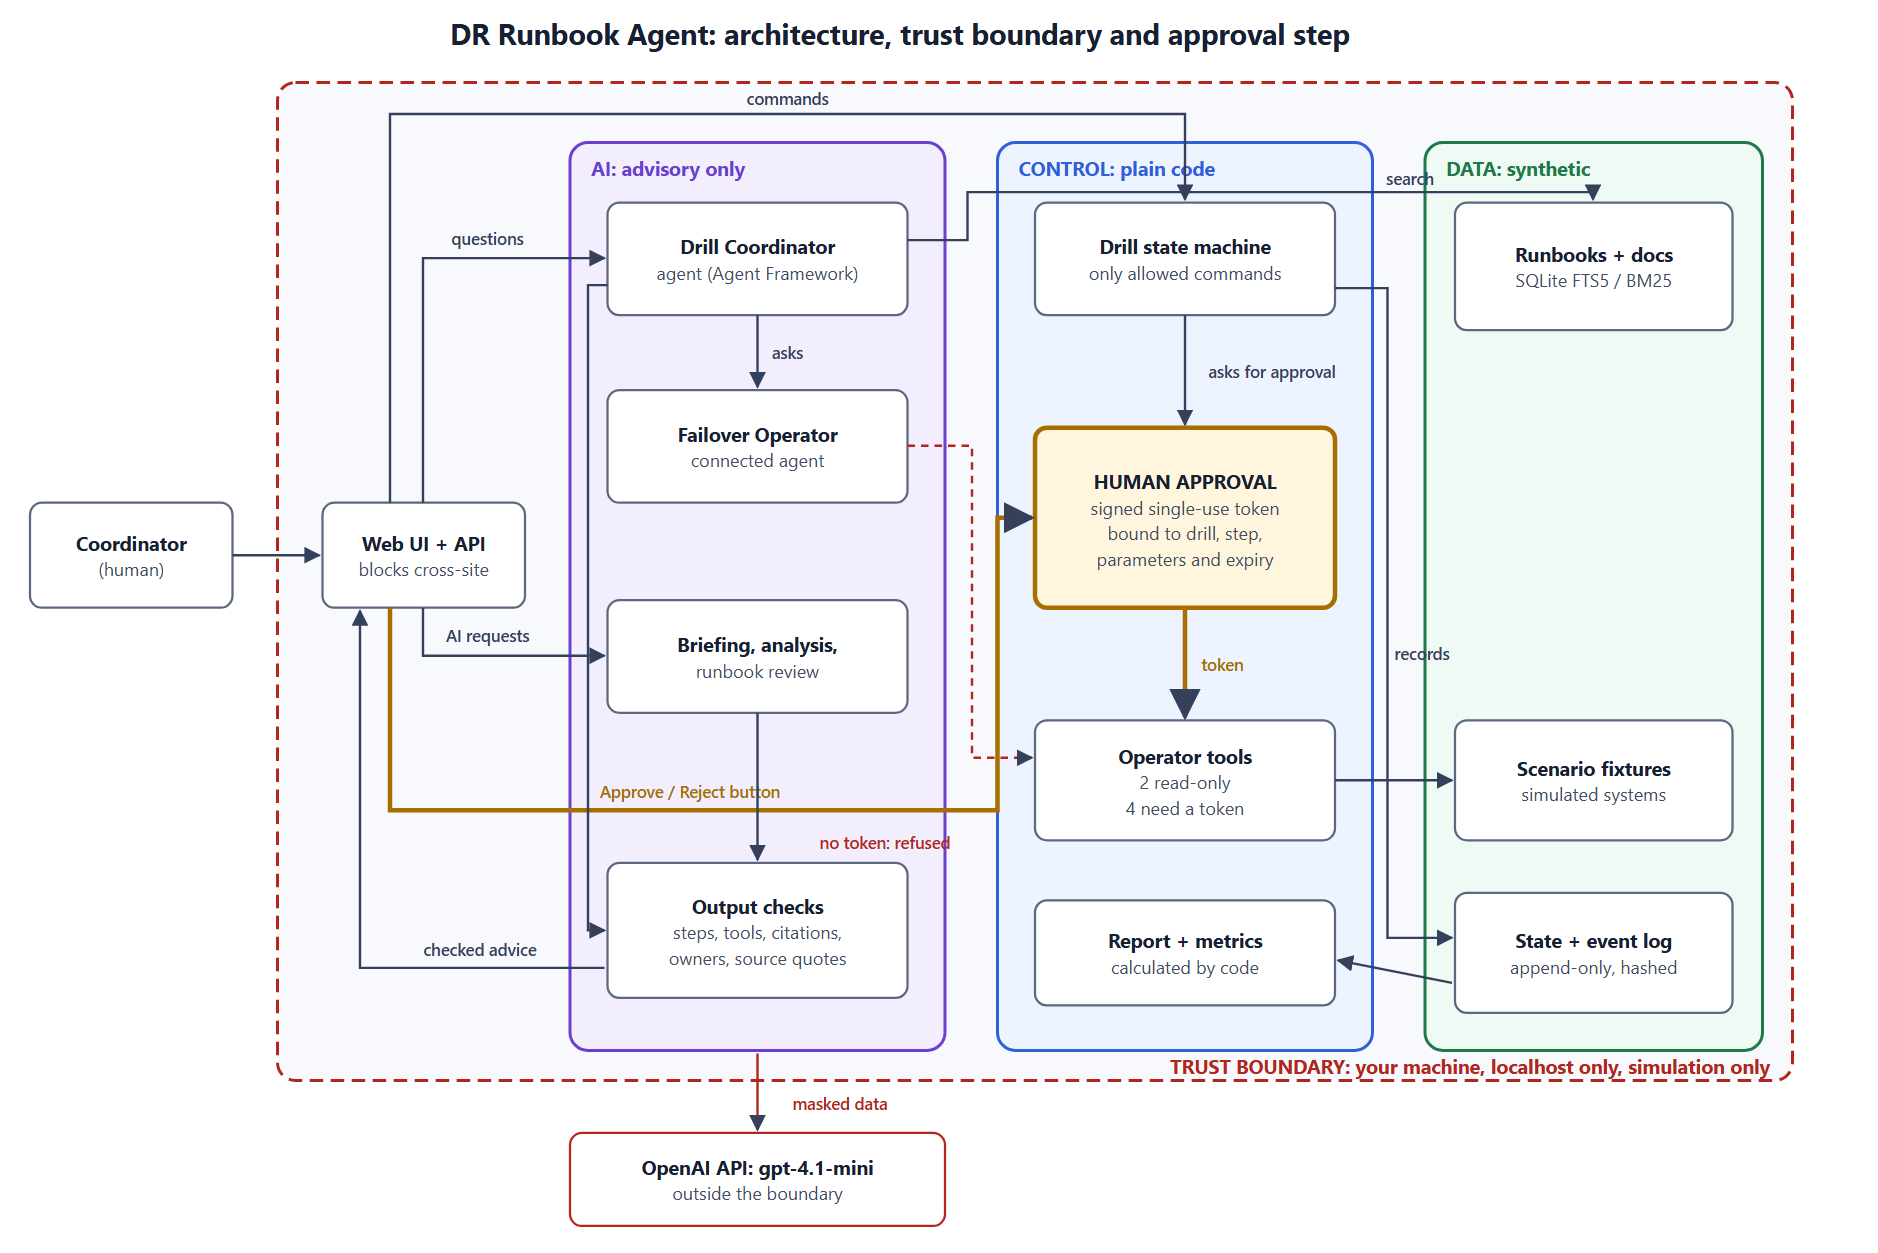 DR Runbook Agent: architecture, trust boundary and approval step
commands
AI: advisory only
CONTROL: plain code
search
DATA: synthetic
questions
Drill Coordinator
agent (Agent Framework)
Drill state machine
only allowed commands
Runbooks + docs
SQLite FTS5 / BM25
asks
asks for approval
Failover Operator
connected agent
HUMAN APPROVAL
signed single-use token
bound to drill, step,
parameters and expiry
Coordinator
(human)
Web UI + API
blocks cross-site
AI requests
Briefing, analysis,
runbook review
token
records
Approve / Reject button
Operator tools
2 read-only
4 need a token
Scenario fixtures
simulated systems
no token: refused
Output checks
steps, tools, citations,
owners, source quotes
checked advice
Report + metrics
calculated by code
State + event log
append-only, hashed
TRUST BOUNDARY: your machine, localhost only, simulation only
masked data
OpenAI API: gpt-4.1-mini
outside the boundary